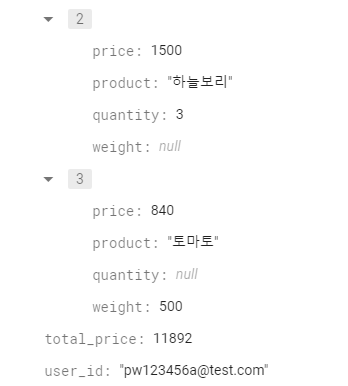 2
price: 1500
product: "하늘보리"
quantity: 3
weight: null
3
price: 840
product: "토마토"
quantity: null
weight: 500
total_price: 11892
user_id: "pw123456a@test.com"